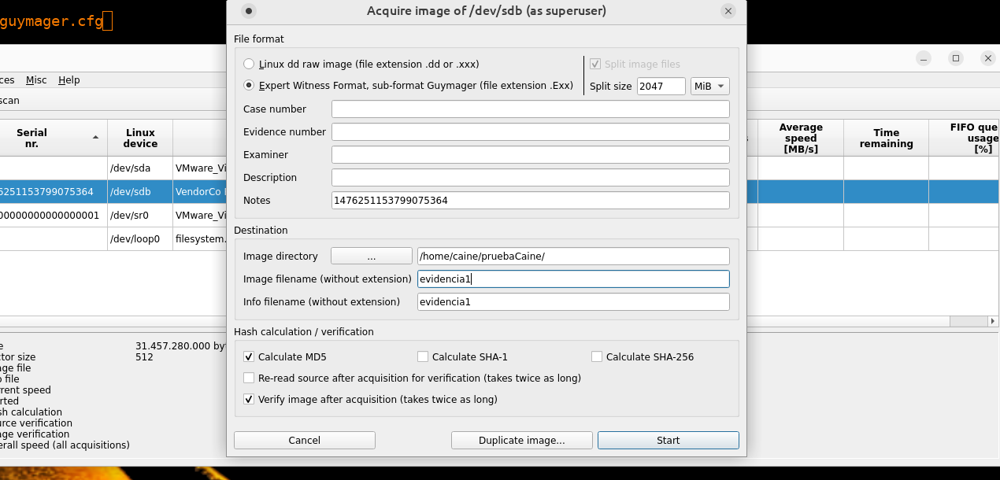 guymager.cfg
Acquire image of /dev/sdb (as superuser)
File format
Linux dd raw image (file extension .dd or .xxx)
Split image files
Expert Witness Format, sub-format Guymager (file extension .Exx)
Split size 2047 MiB
Case number
Evidence number
Examiner
Description
Notes 1476251153799075364
Destination
Image directory ... /home/caine/pruebaCaine/
Image filename (without extension) evidencia1
Info filename (without extension) evidencia1
Hash calculation / verification
Calculate MD5 Calculate SHA-1 Calculate SHA-256
Re-read source after acquisition for verification (takes twice as long)
Verify image after acquisition (takes twice as long)
Cancel Duplicate image... Start
ces Misc Help
scan
Serial
nr.
Linux
device
Average
speed
[MB/s]
Time
remaining
FIFO que
usage
[%]
/dev/sda VMware_Vi
6251153799075364 /dev/sdb VendorCo
00000000000000000001 /dev/sr0 VMware_Vi
/dev/loop0 filesystem.
e 31.457.280.000 by
ctor size 512
age file
o file
rrent speed
rted
sh calculation
urce verification
age verification
erall speed (all acquisitions)